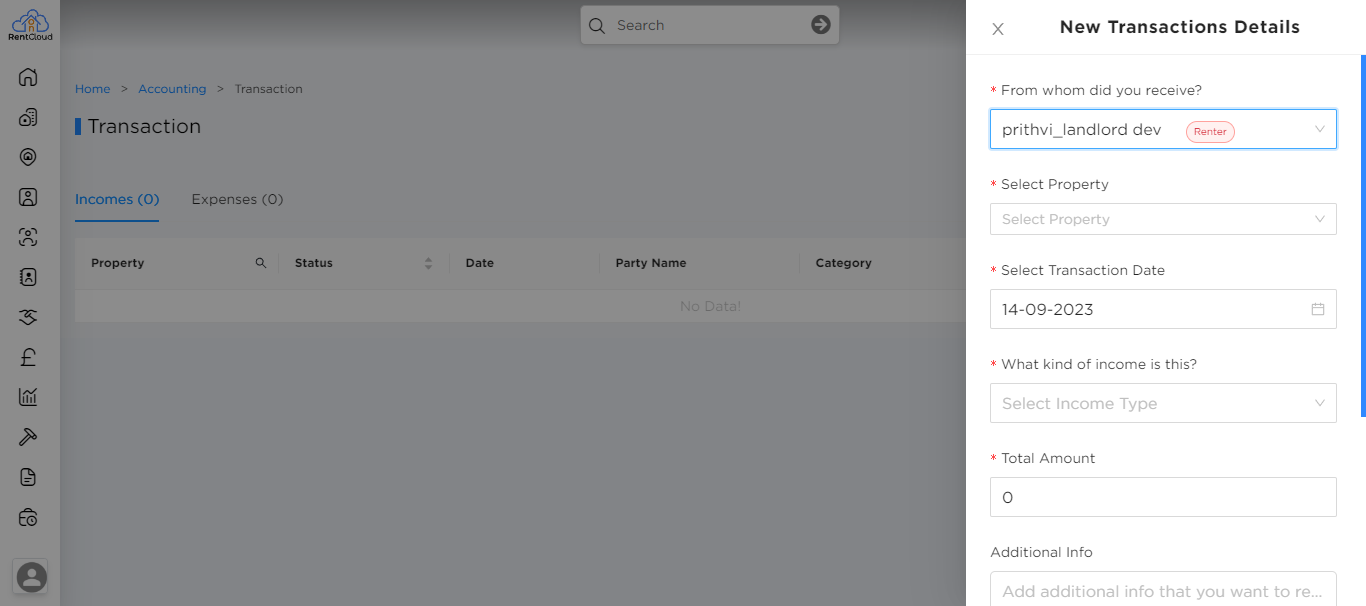 RentCloud
Search
Home > Accounting > Transaction
Transaction
Incomes (0) Expenses (0)
Property Status Date Party Name Category
No Data!
New Transactions Details
* From whom did you receive?
prithvi_landlord dev Renter
* Select Property
Select Property
* Select Transaction Date
14-09-2023
* What kind of income is this?
Select Income Type
* Total Amount
0
Additional Info
Add additional info that you want to re...